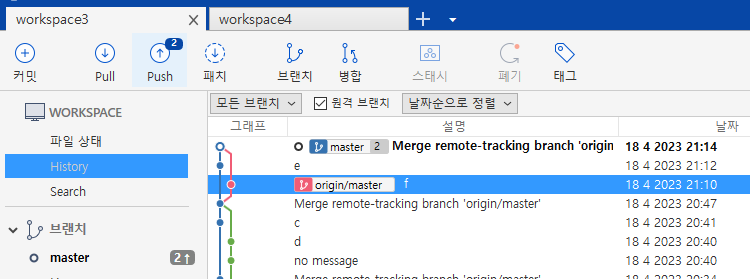 workspace3
workspace4
2
커밋
Pull
Push
패치
브랜치
병합
스태시
폐기
태그
WORKSPACE
파일 상태
History
Search
브랜치
master
2
모든 브랜치
원격 브랜치
날짜순으로 정렬
그래프
설명
날짜
master 2 Merge remote-tracking branch 'origin 18 4 2023 21:14
e 18 4 2023 21:12
origin/master f 18 4 2023 21:10
Merge remote-tracking branch 'origin/master' 18 4 2023 20:47
c 18 4 2023 20:41
d 18 4 2023 20:40
no message 18 4 2023 20:40
Merge remote-tracking branch 'origin/master' 18 4 2023 20:34